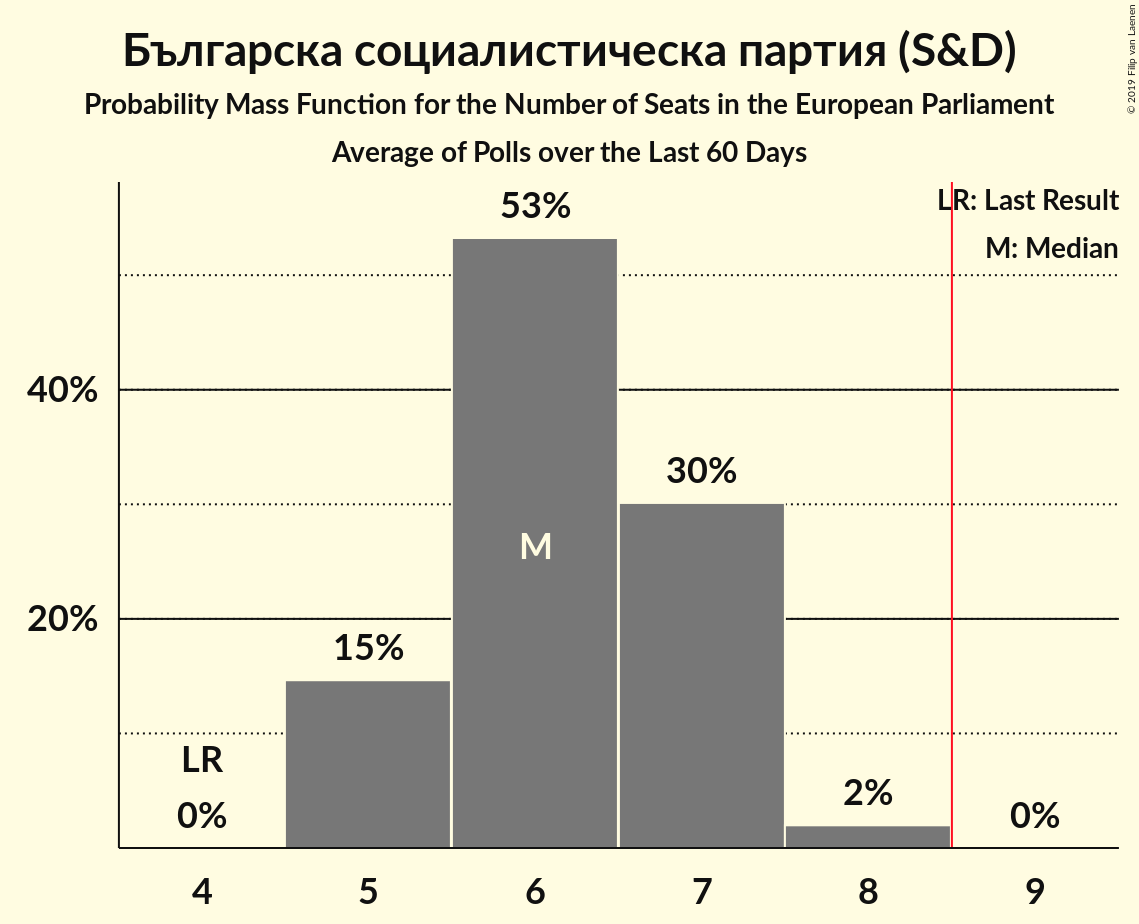 Българска социалистическа партия (S&D)
Probability Mass Function for the Number of Seats in the European Parliament
Average of Polls over the Last 60 Days
© 2019 Filip van Laenen
LR: Last Result
M: Median
53%
40%
30%
M
20%
15%
LR
0%
2%
0%
4 5 6 7 8 9